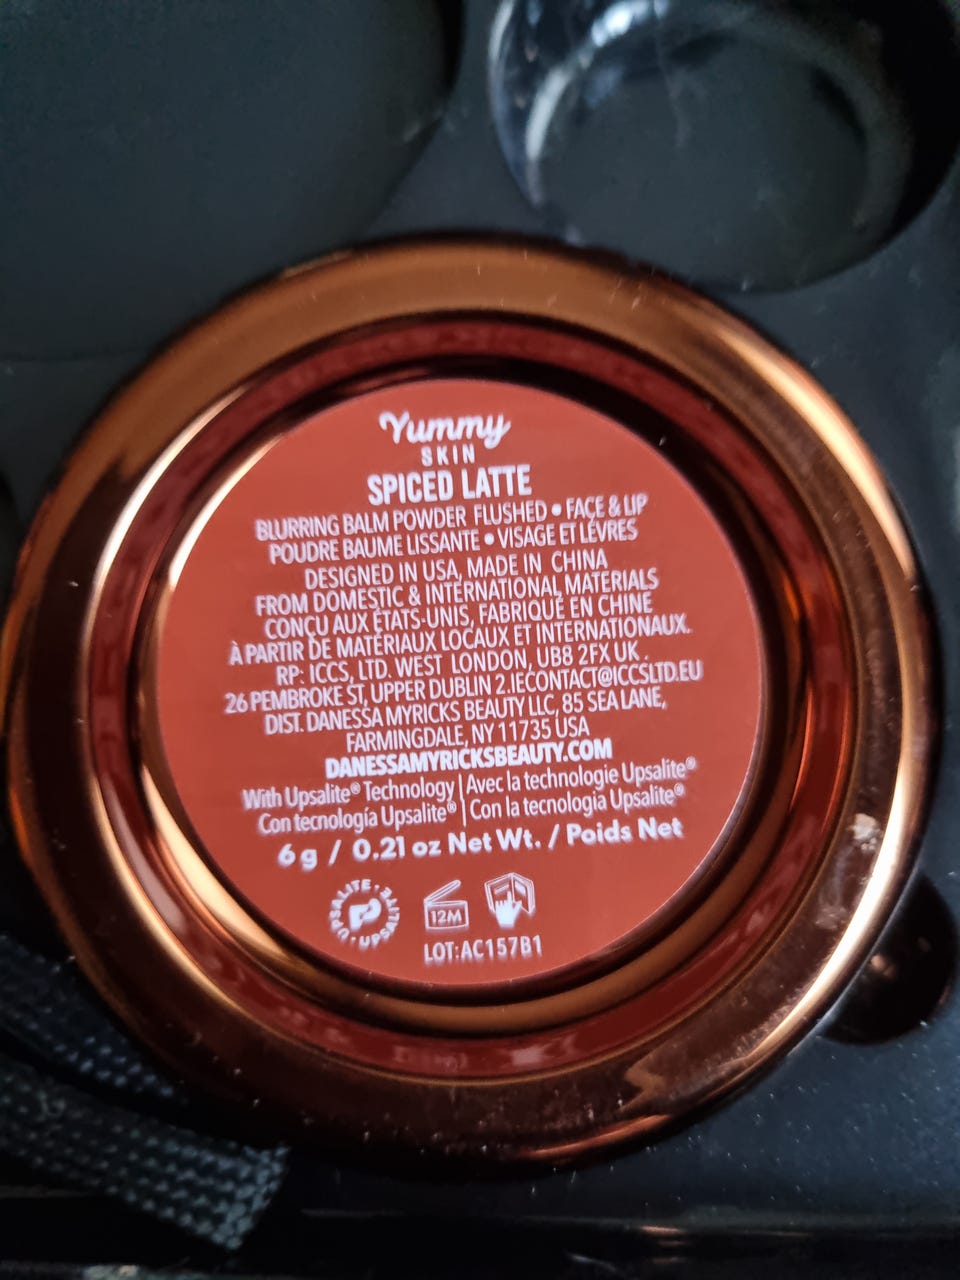 Yummy
SKIN
SPICED LATTE
BLURRING BALM POWDER FLUSHED • FACE & LIP
POUDRE BAUME LISSANTE • VISAGE ET LÉVRES
DESIGNED IN USA, MADE IN CHINA
FROM DOMESTIC & INTERNATIONAL MATERIALS
CONÇU AUX ÉTATS-UNIS, FABRIQUÉ EN CHINE
À PARTIR DE MATÉRIAUX LOCAUX ET INTERNATIONAUX.
RP: ICCS, LTD. WEST LONDON, UB8 2FX UK.
26 PEMBROKE ST, UPPER DUBLIN 2.IECONTACT@ICCSLTD.EU
DIST. DANESSA MYRICKS BEAUTY LLC, 85 SEA LANE,
FARMINGDALE, NY 11735 USA
DANESSAMYRICKSBEAUTY.COM
With Upsalite® Technology | Avec la technologie Upsalite®
Con tecnología Upsalite® | Con la tecnologia Upsalite®
6 g / 0.21 oz Net Wt. / Poids Net
UPSALITE • UPSALITE •
12M
LOT:AC157B1